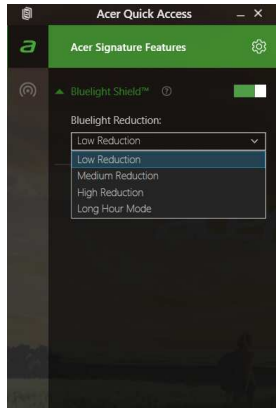 Acer Quick Access
a
Acer Signature Features
Bluelight Shield™ ?
Bluelight Reduction:
Low Reduction
Low Reduction
Medium Reduction
High Reduction
Long Hour Mode